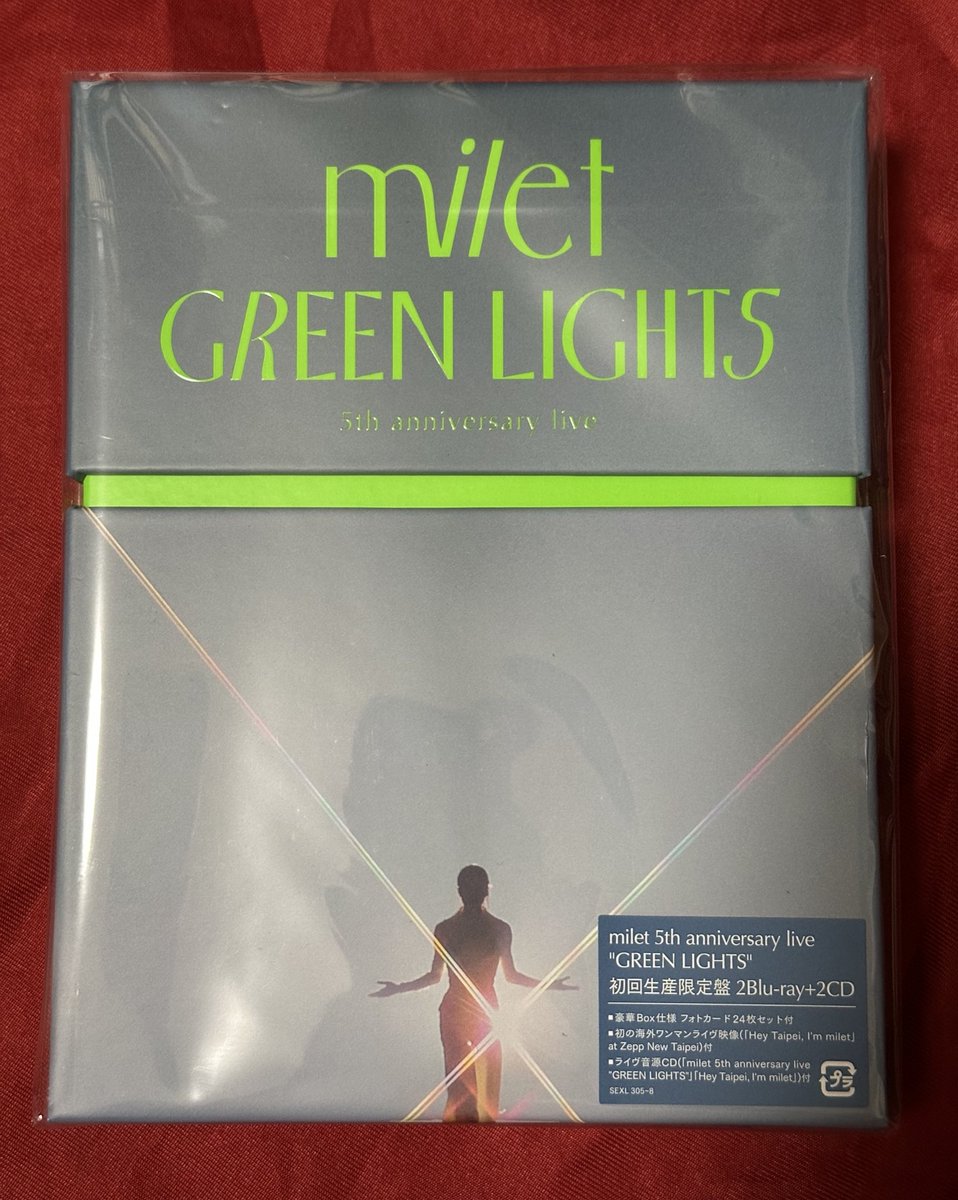 milet
GREEN LIGHTS
5th anniversary live
milet 5th anniversary live
"GREEN LIGHTS"
初回生産限定盤 2Blu-ray+2CD
■豪華Box仕様 フォトカード24枚セット付
■初の海外ワンマンライヴ映像(「Hey Taipei, I'm milet」
at Zepp New Taipei)付
■ライヴ音源CD(「milet 5th anniversary live
"GREEN LIGHTS"」「Hey Taipei, I'm milet」)付
SEXL 305-8
プラ